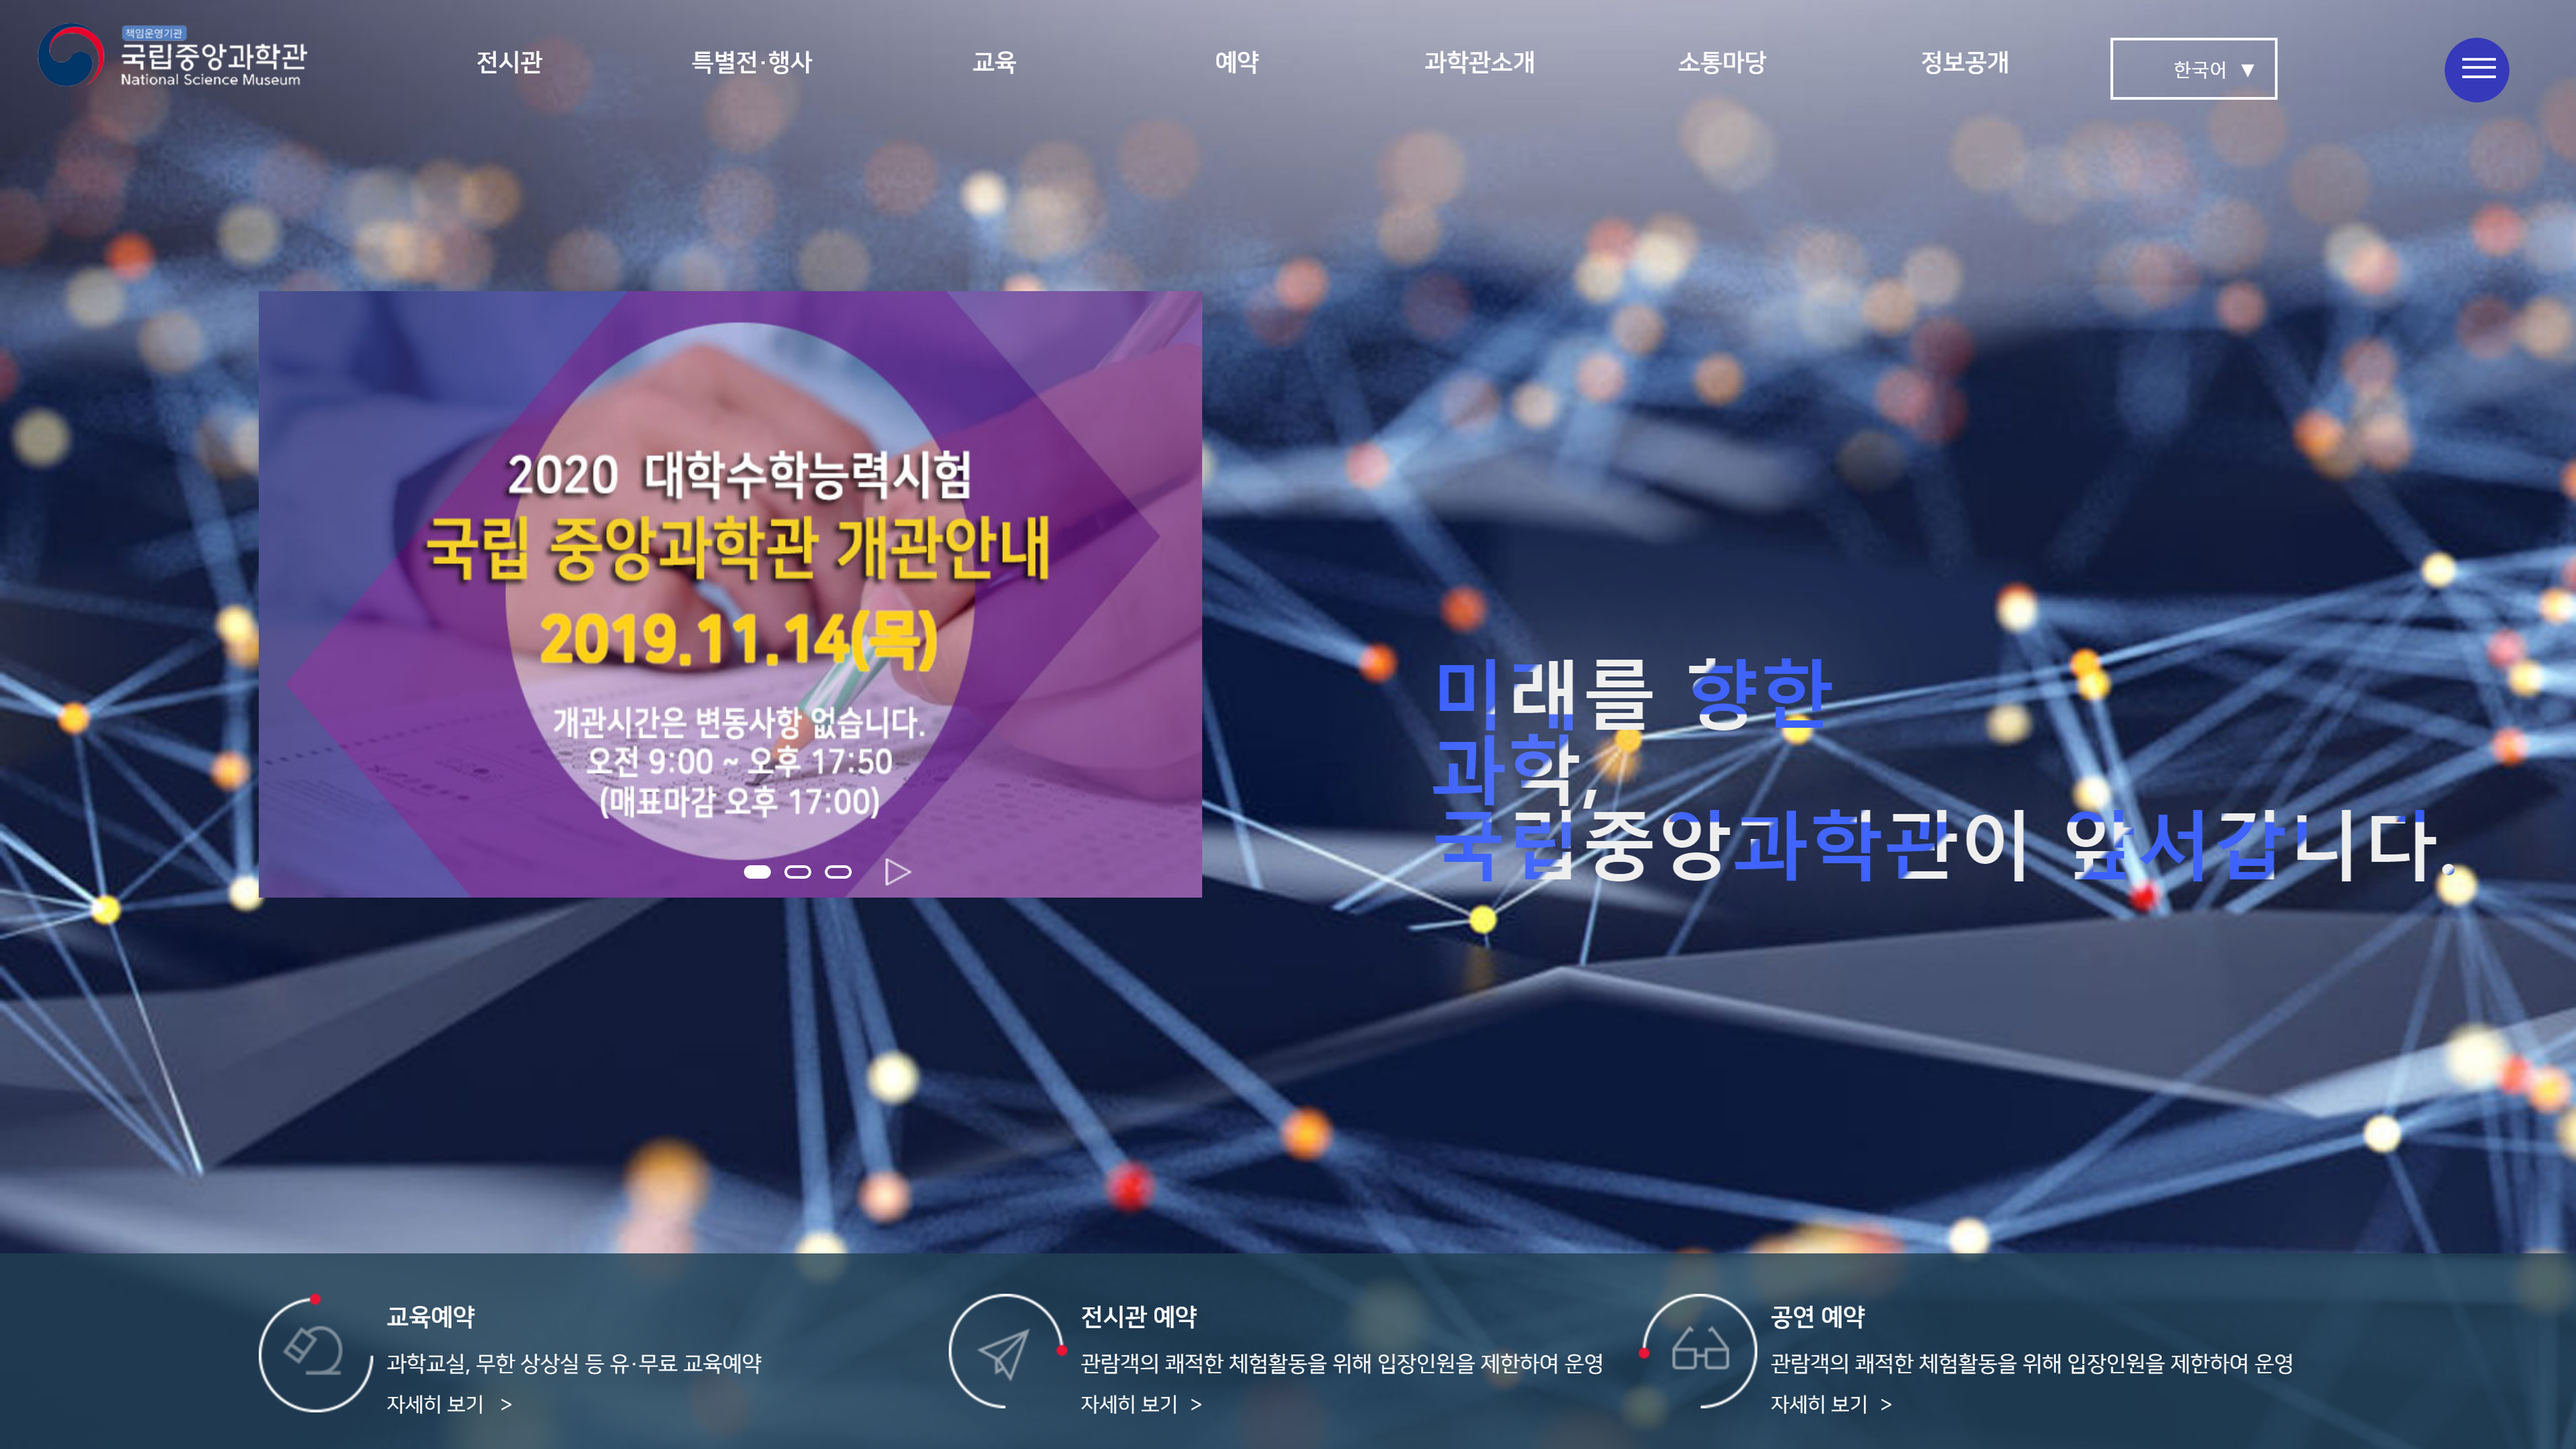 책임운영기관
국립중앙과학관
National Science Museum
전시관
특별전·행사
교육
예약
과학관소개
소통마당
정보공개
한국어 ▼
2020 대학수학능력시험
국립 중앙과학관 개관안내
2019.11.14(목)
개관시간은 변동사항 없습니다.
오전 9:00 ~ 오후 17:50
(매표마감 오후 17:00)
미래를 향한
과학,
국립중앙과학관이 앞서갑니다.
교육예약
과학교실, 무한 상상실 등 유·무료 교육예약
자세히 보기 >
전시관 예약
관람객의 쾌적한 체험활동을 위해 입장인원을 제한하여 운영
자세히 보기 >
공연 예약
관람객의 쾌적한 체험활동을 위해 입장인원을 제한하여 운영
자세히 보기 >